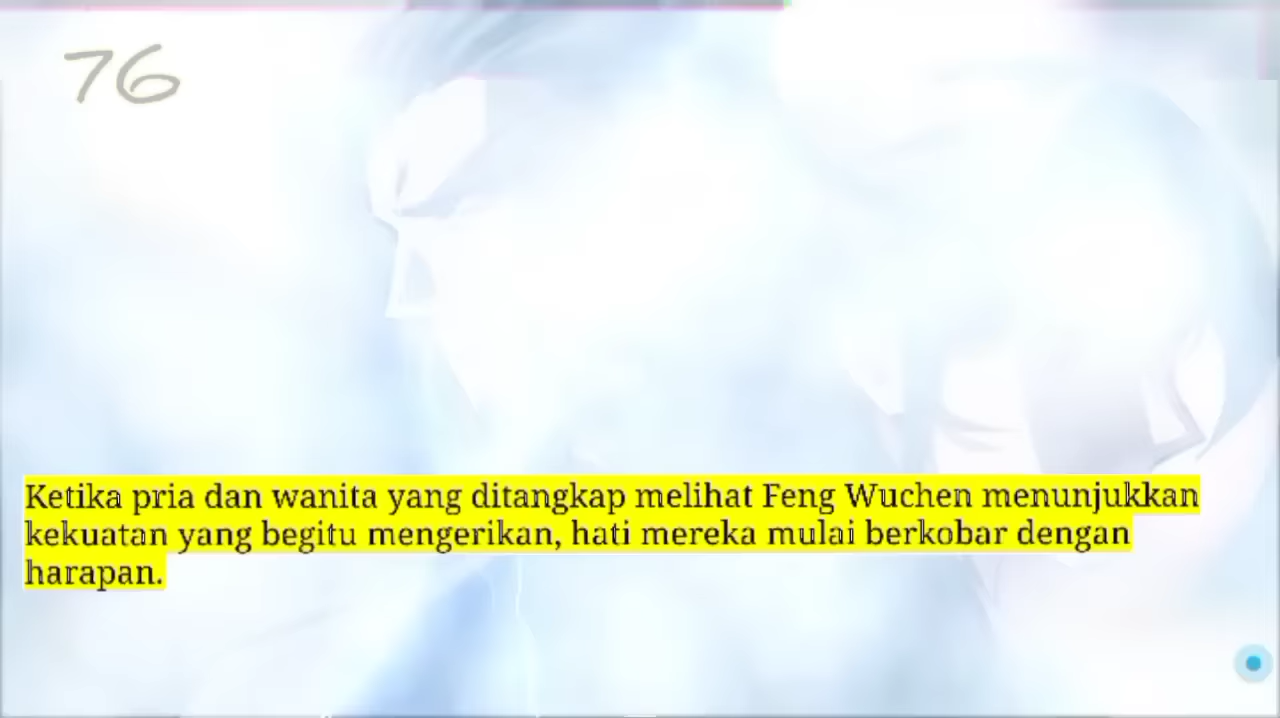 76
Ketika pria dan wanita yang ditangkap melihat Feng Wuchen menunjukkan
kekuatan yang begitu mengerikan, hati mereka mulai berkobar dengan
harapan.